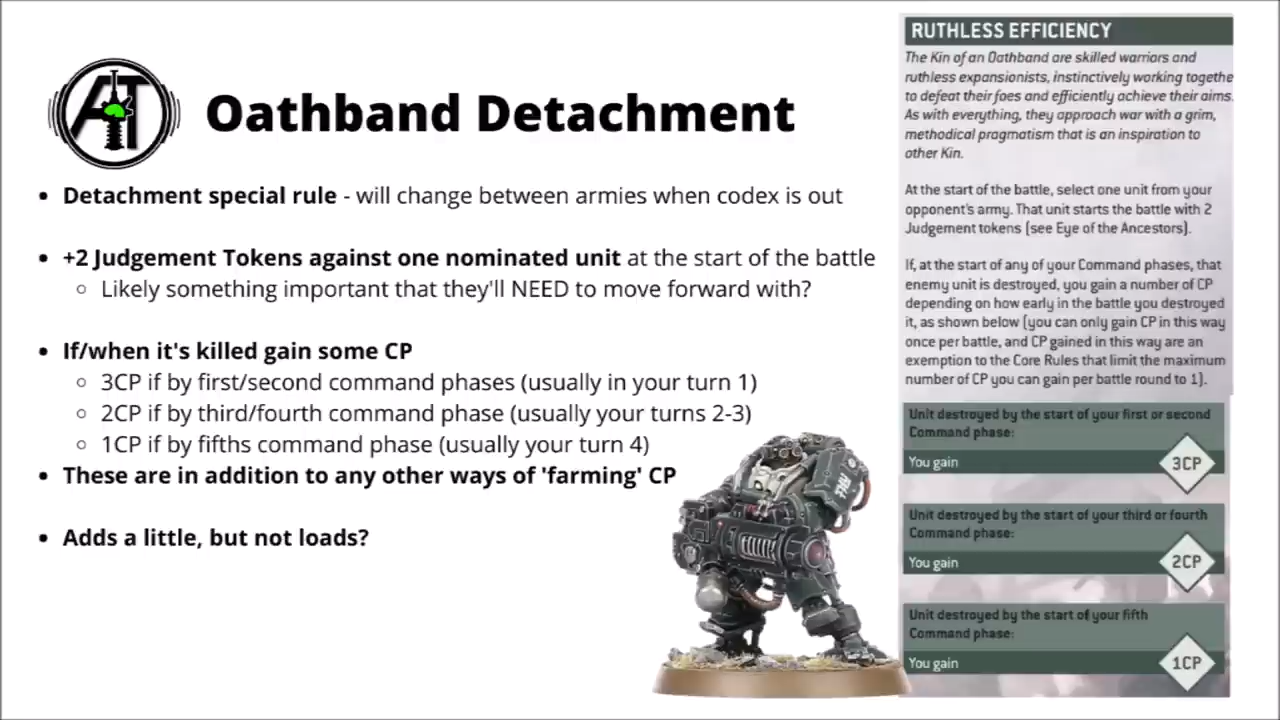 AT
Oathband Detachment
• Detachment special rule - will change between armies when codex is out
• +2 Judgement Tokens against one nominated unit at the start of the battle
○ Likely something important that they'll NEED to move forward with?
• If/when it's killed gain some CP
○ 3CP if by first/second command phases (usually in your turn 1)
○ 2CP if by third/fourth command phase (usually your turns 2-3)
○ 1CP if by fifths command phase (usually your turn 4)
• These are in addition to any other ways of 'farming' CP
• Adds a little, but not loads?
RUTHLESS EFFICIENCY
The Kin of an Oathband are skilled warriors and
ruthless expansionists, instinctively working togethe
to defeat their foes and efficiently achieve their aims.
As with everything, they approach war with a grim,
methodical pragmatism that is an inspiration to
other Kin.
At the start of the battle, select one unit from your
opponent's army. That unit starts the battle with 2
Judgement tokens (see Eye of the Ancestors).
If, at the start of any of your Command phases, that
enemy unit is destroyed, you gain a number of CP
depending on how early in the battle you destroyed
it, as shown below (you can only gain CP in this way
once per battle, and CP gained in this way are an
exemption to the Core Rules that limit the maximum
number of CP you can gain per battle round to 1).
Unit destroyed by the start of your first or second
Command phase:
You gain 3CP
Unit destroyed by the start of your third or fourth
Command phase:
You gain 2CP
Unit destroyed by the start of your fifth
Command phase:
You gain 1CP